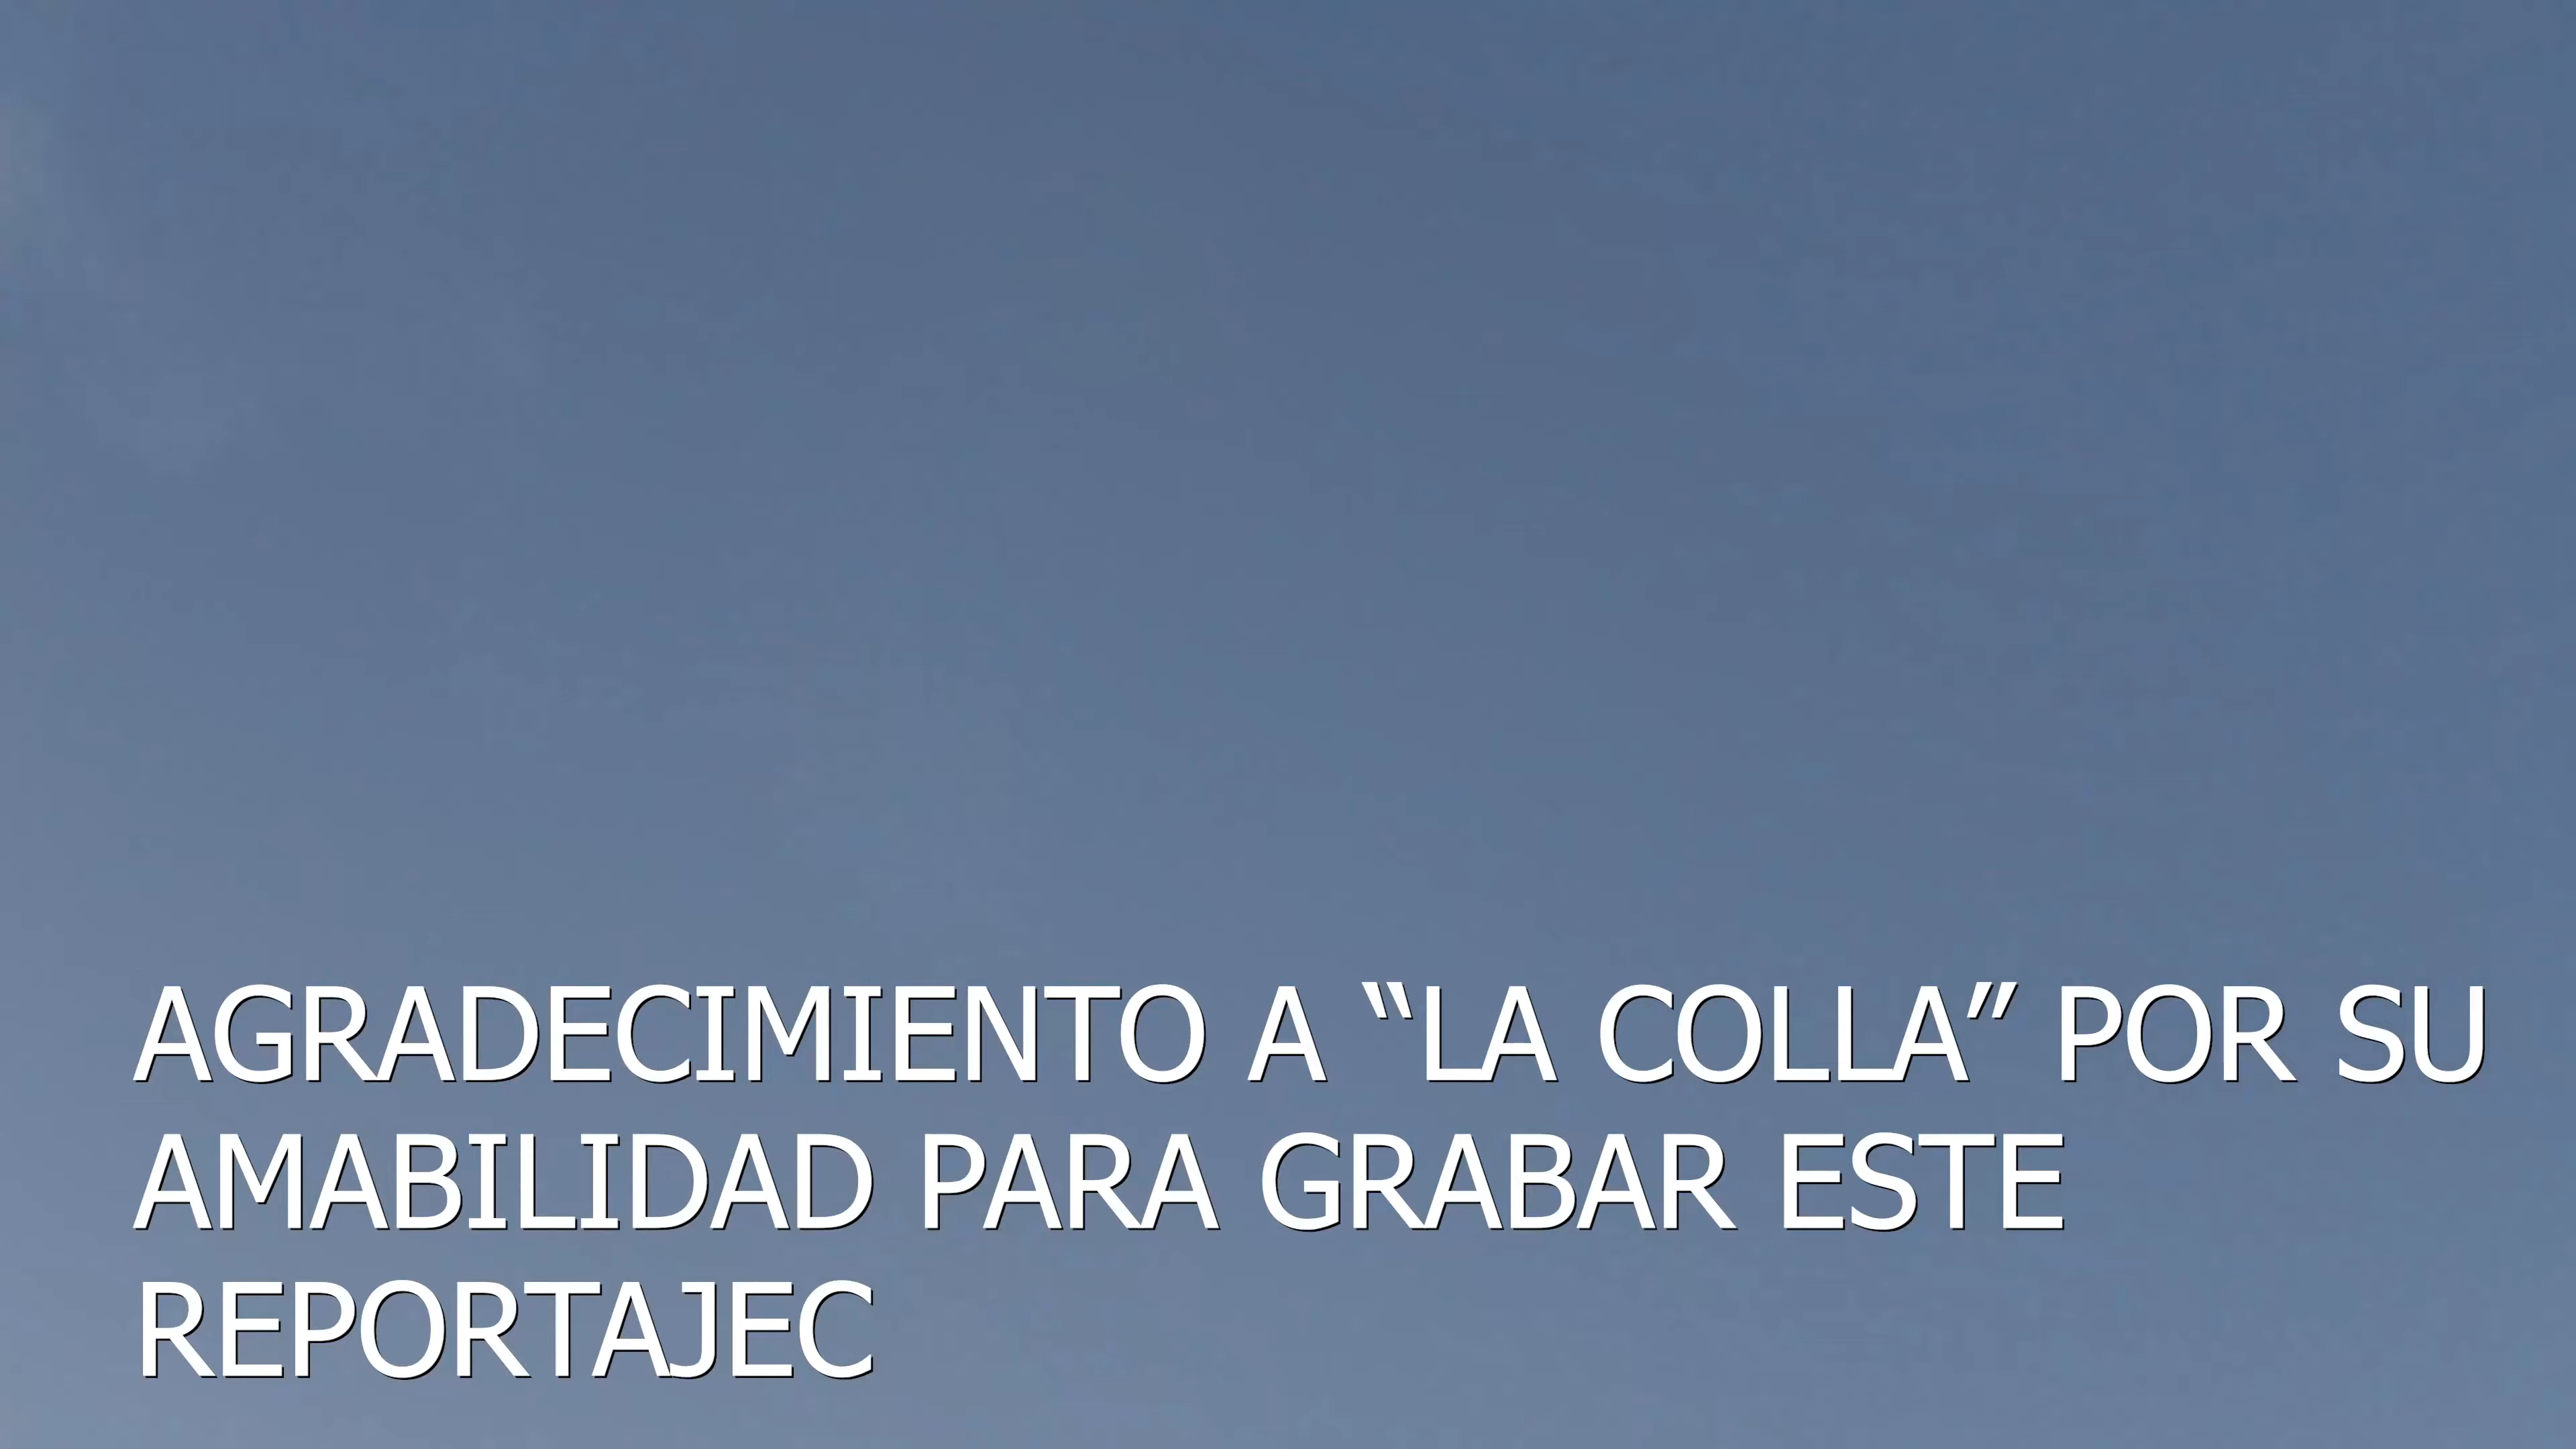 AGRADECIMIENTO A “LA COLLA” POR SU
AMABILIDAD PARA GRABAR ESTE
REPORTAJEC